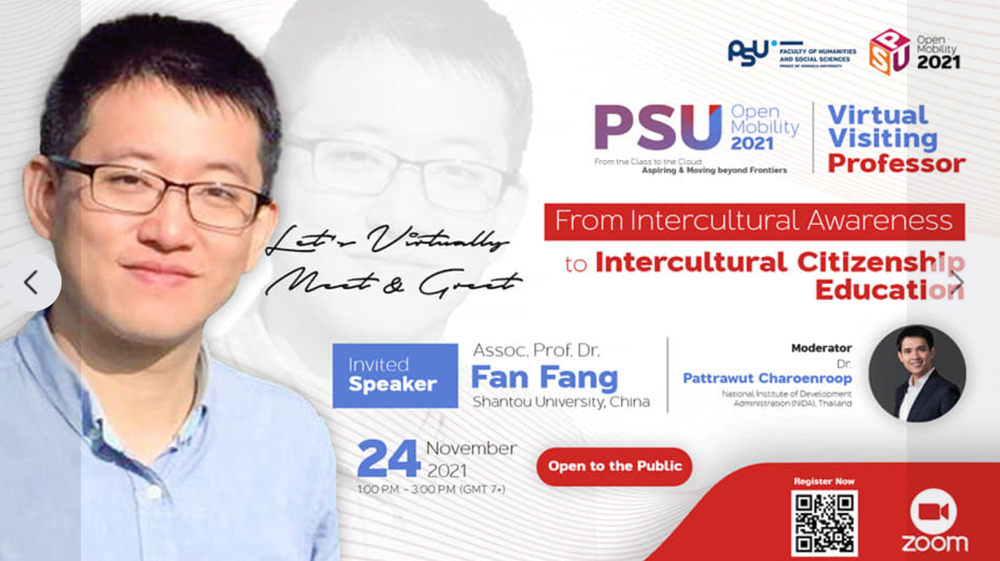 PSU
FACULTY OF HUMANITIES
AND SOCIAL SCIENCES
PRINCE OF SONGKLA UNIVERSITY
PSU
Open
Mobility
2021
PSU
Open
Mobility
2021
From the Class to the Cloud:
Aspiring & Moving beyond Frontiers
Virtual
Visiting
Professor
From Intercultural Awareness
to Intercultural Citizenship
Education
Let's Virtually
Meet & Greet
Invited
Speaker
Assoc. Prof. Dr.
Fan Fang
Shantou University, China
Moderator
Dr.
Pattrawut Charoenroop
National Institute of Development
Administration (NIDA), Thailand
24
November
2021
1:00 P.M. – 3:00 P.M. (GMT 7+)
Open to the Public
Register Now
zoom